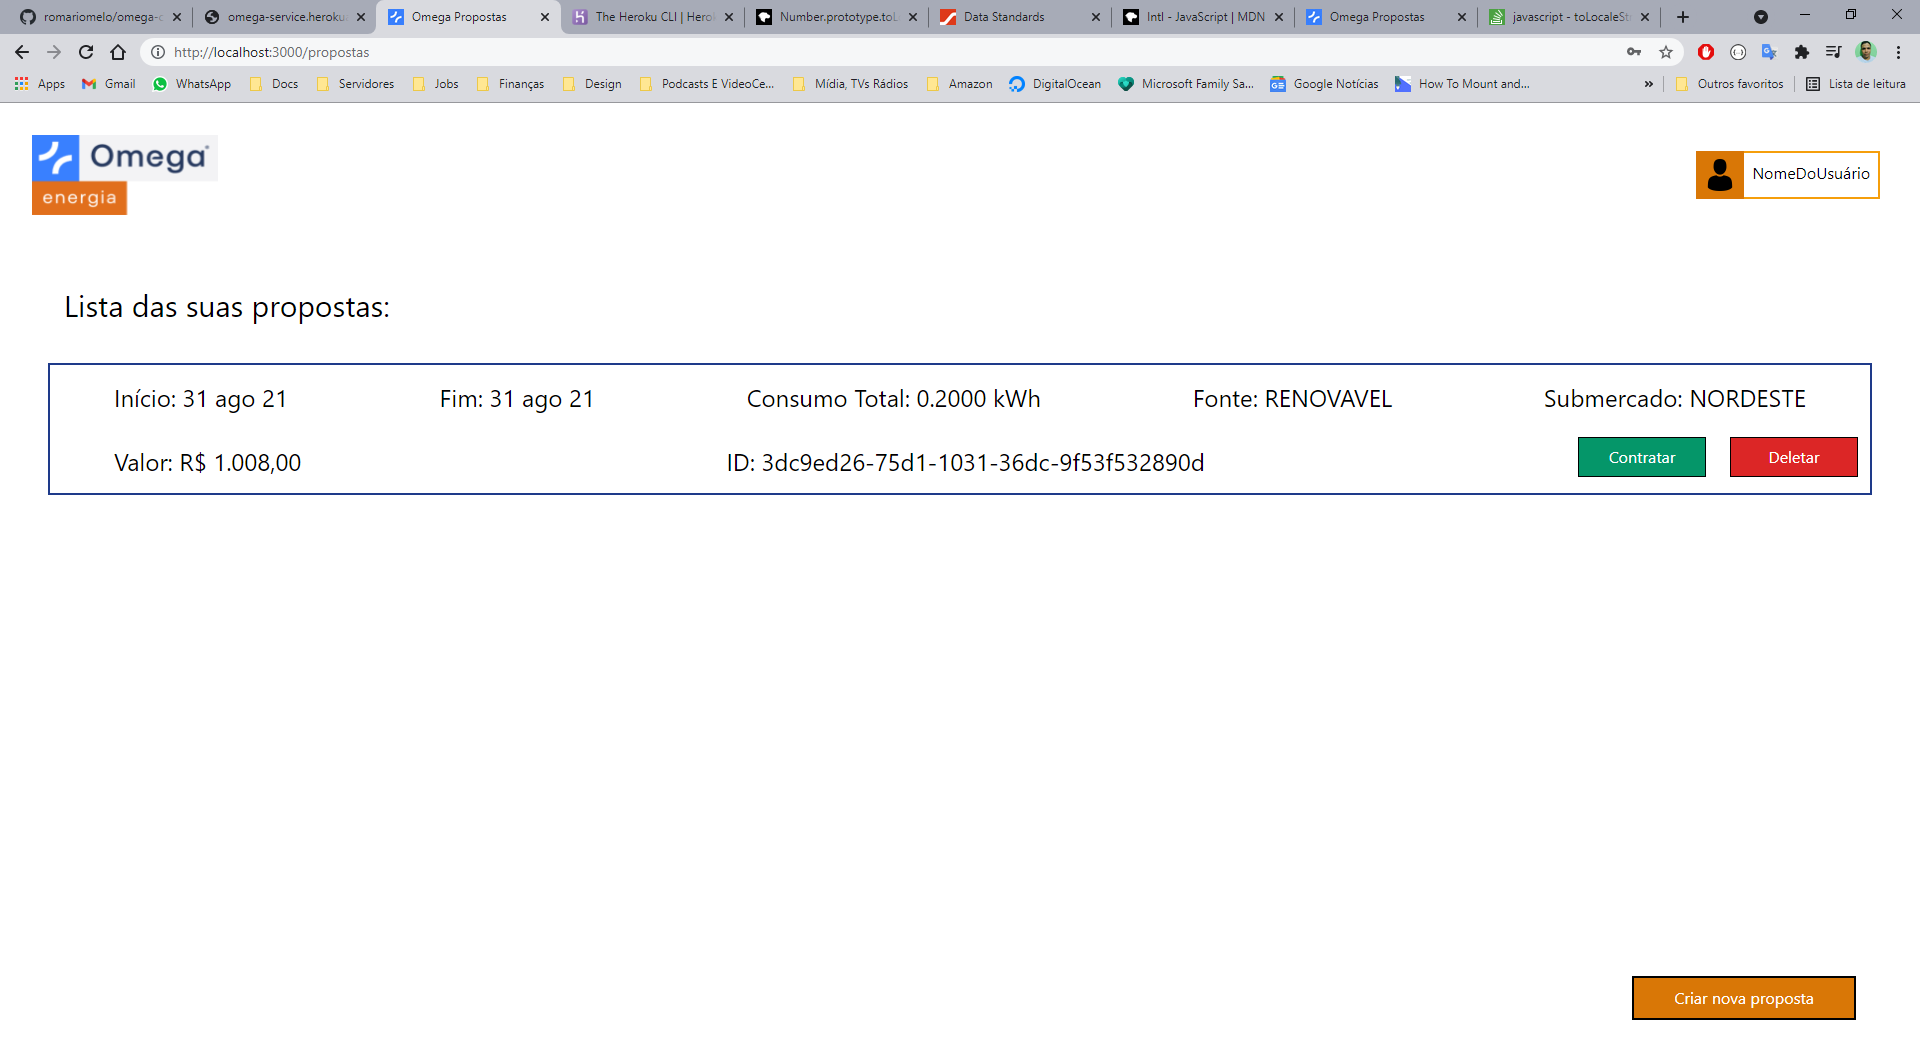 romariomelo/omega-c
omega-service.heroku
Omega Propostas
The Heroku CLI | Herok
Number.prototype.toL
Data Standards
Intl - JavaScript | MDN
Omega Propostas
javascript - toLocaleSt
http://localhost:3000/propostas
Apps
Gmail
WhatsApp
Docs
Servidores
Jobs
Finanças
Design
Podcasts E VideoCe...
Mídia, TVs Rádios
Amazon
DigitalOcean
Microsoft Family Sa...
Google Notícias
How To Mount and...
»
Outros favoritos
Lista de leitura
Omega
energia
NomeDoUsuário
Lista das suas propostas:
Início: 31 ago 21
Fim: 31 ago 21
Consumo Total: 0.2000 kWh
Fonte: RENOVAVEL
Submercado: NORDESTE
Valor: R$ 1.008,00
ID: 3dc9ed26-75d1-1031-36dc-9f53f532890d
Contratar
Deletar
Criar nova proposta